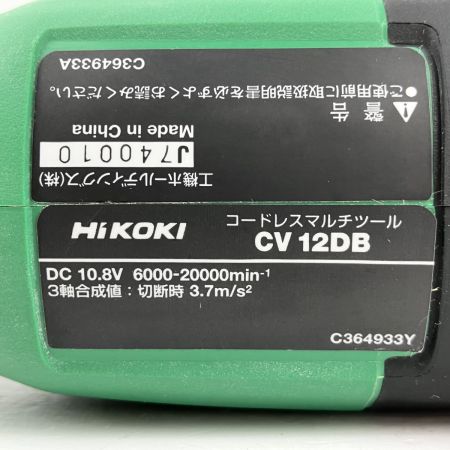 HiKOKI
コードレスマルチツール
CV 12DB
DC 10.8V 6000-20000min-1
3軸合成値：切断時 3.7m/s²
C364933Y
⚠ 警告
●ご使用前に取扱説明書を必ずよくお読みください。
C364933A
工機ホールディングス(株)
J740010
Made in China